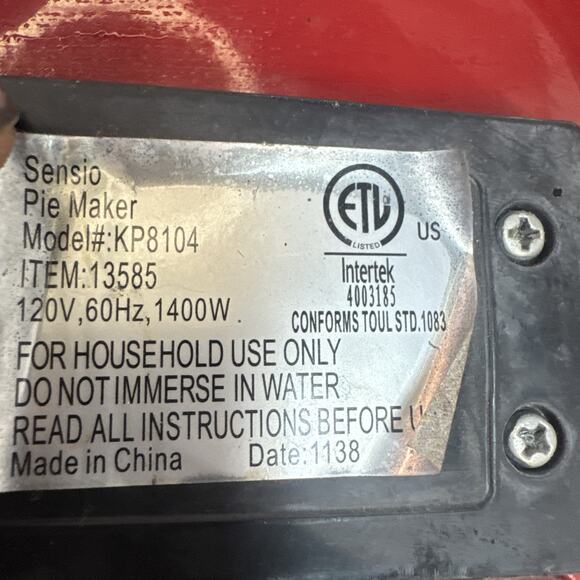 Sensio
Pie Maker
Model#:KP8104
ITEM:13585
120V,60Hz,1400W
ETL
LISTED
US
Intertek
4003185
CONFORMS TOUL STD.1083
FOR HOUSEHOLD USE ONLY
DO NOT IMMERSE IN WATER
READ ALL INSTRUCTIONS BEFORE
Made in China
Date:1138